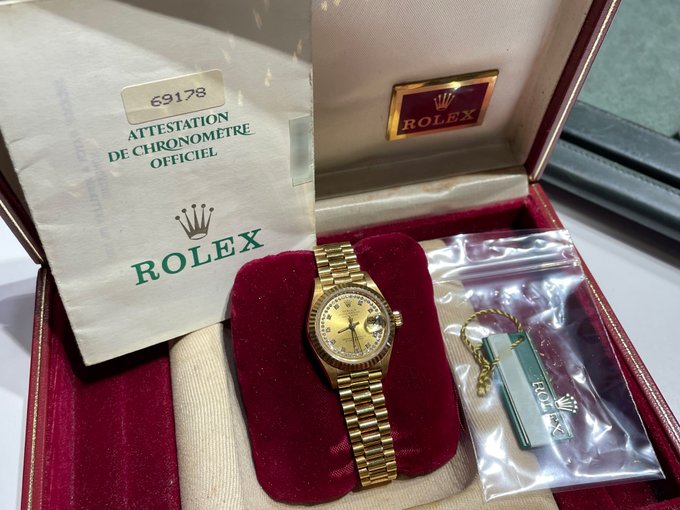 69178
ATTESTATION
DE CHRONOMÈTRE
OFFICIEL
ROLEX
ROLEX
ROLEX